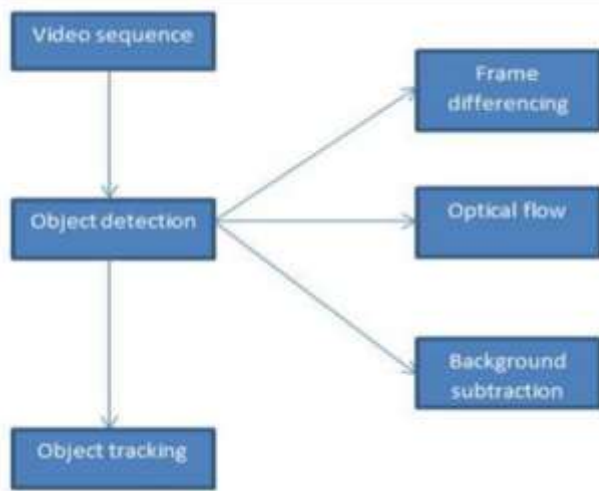 Video sequence
Frame
differencing
Object detection
Optical flow
Background
subtraction
Object tracking